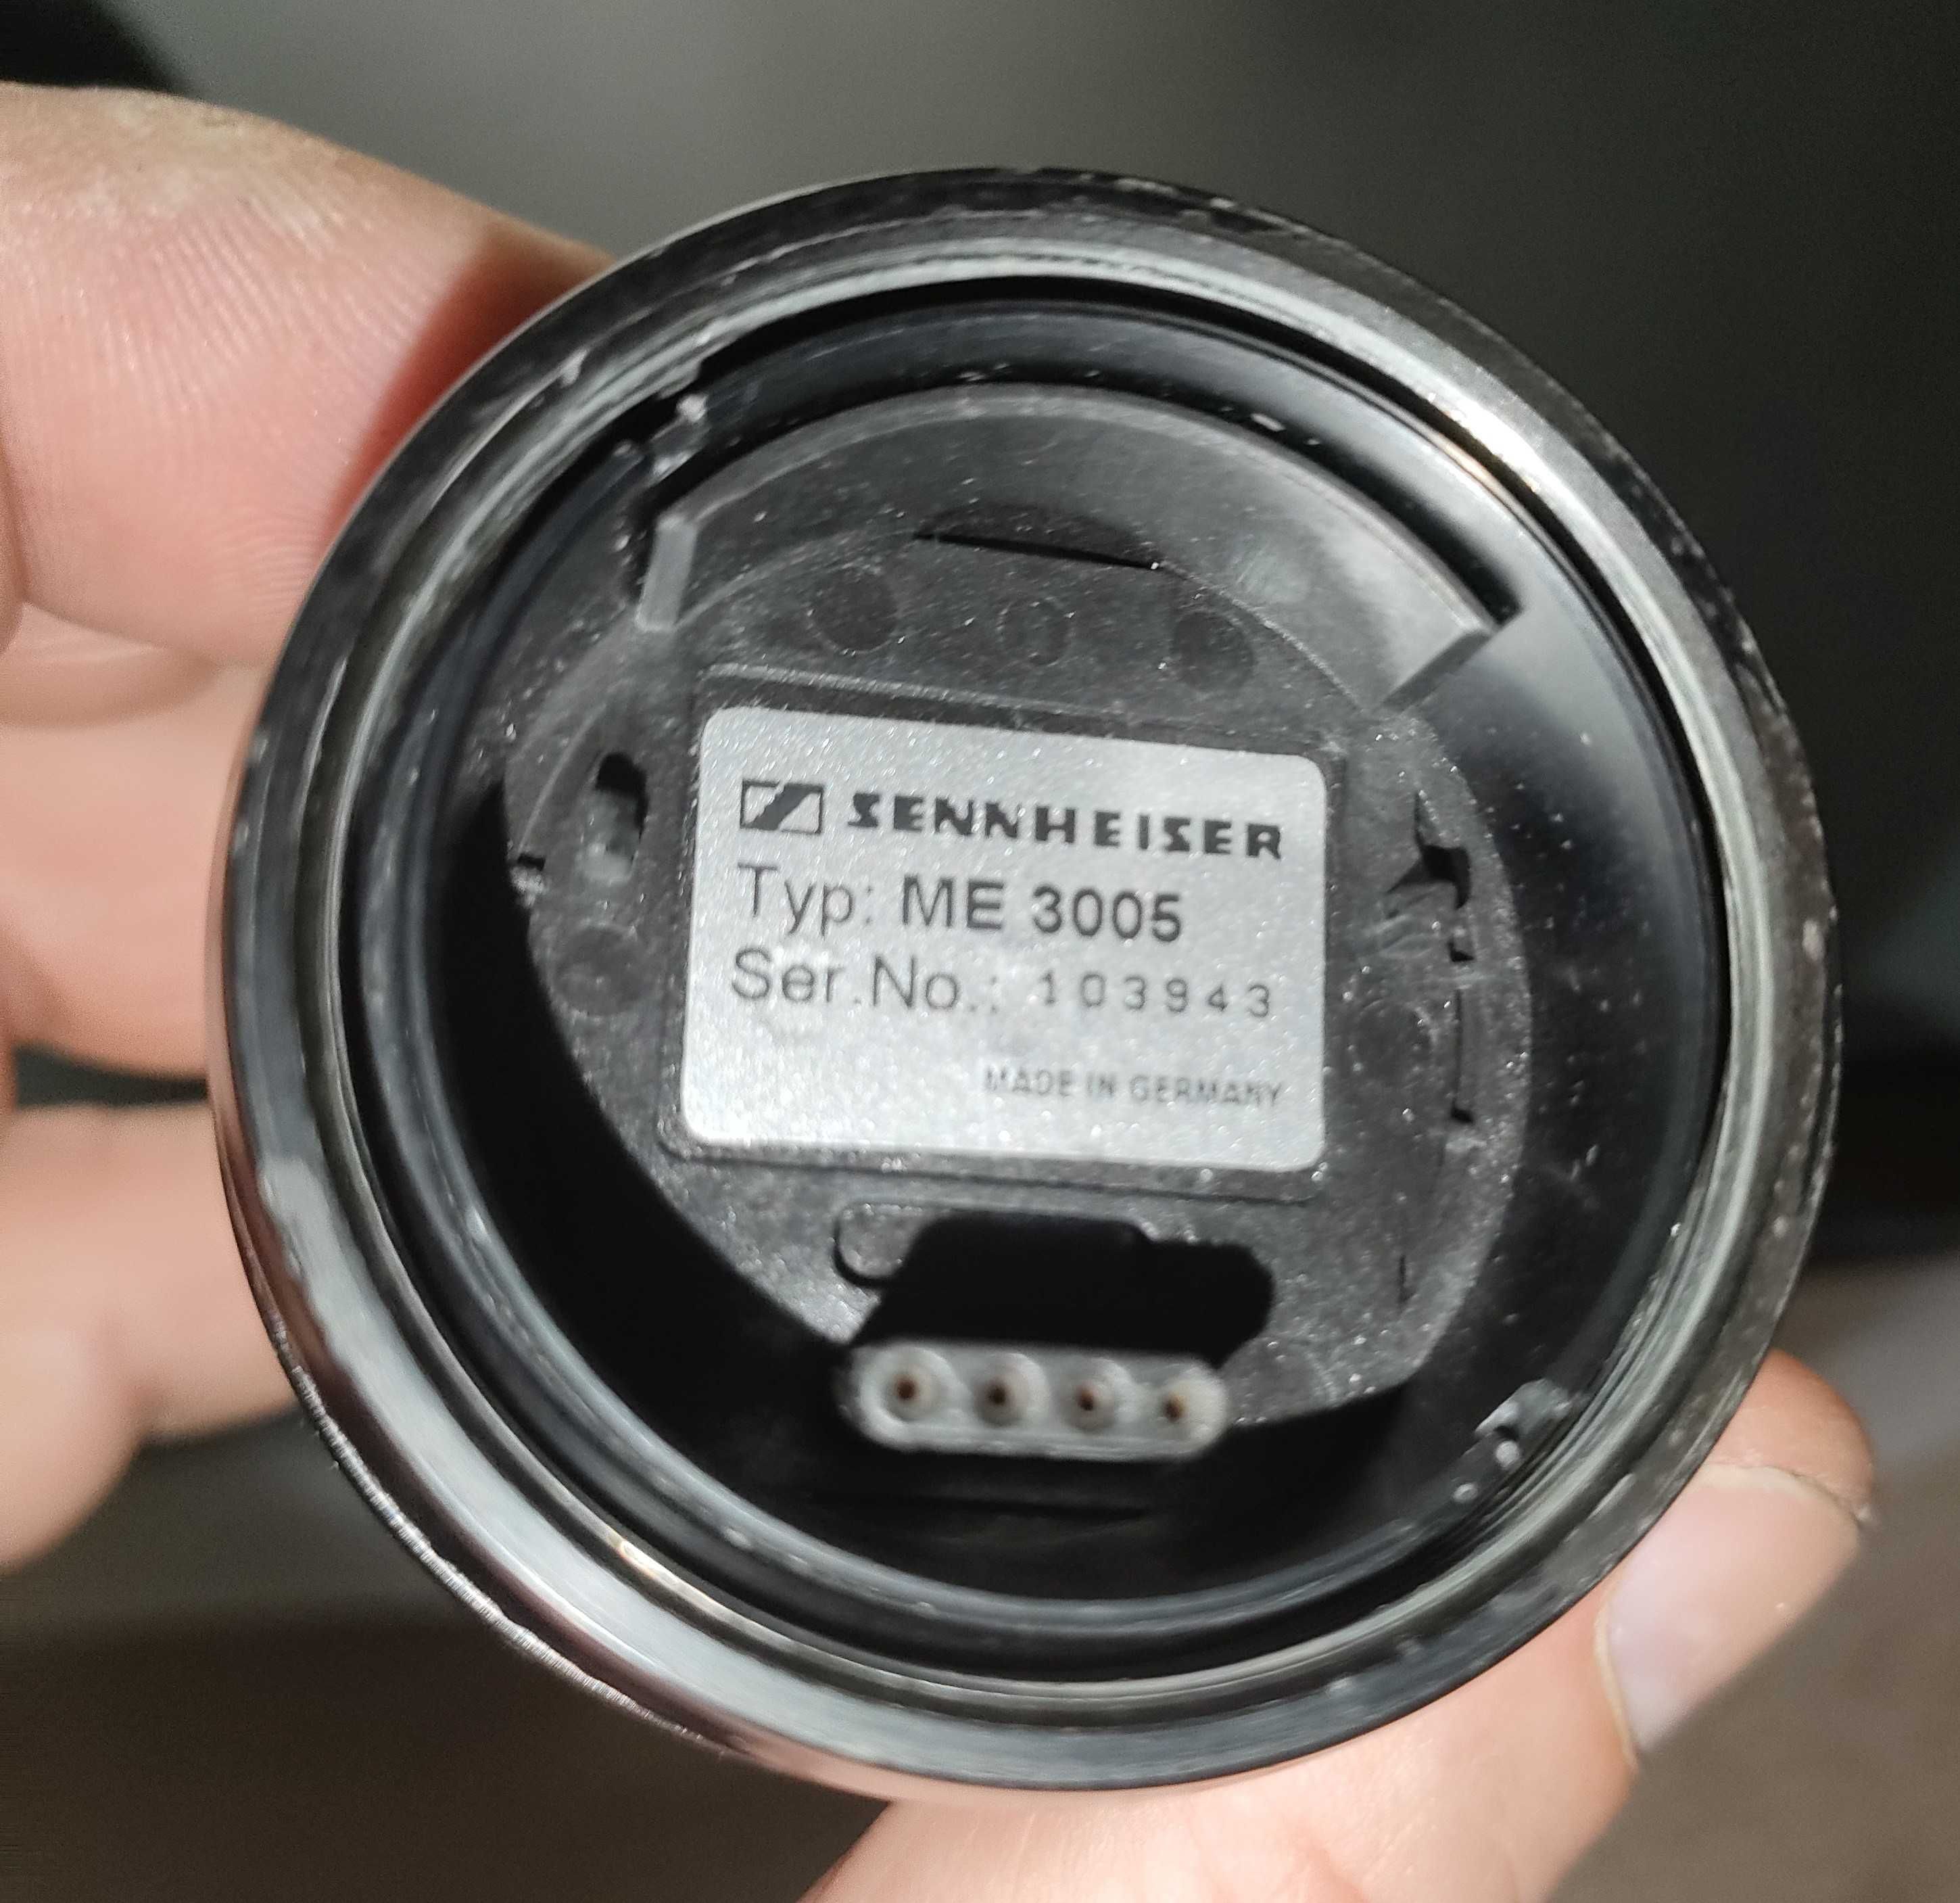 SENNHEISER
Typ: ME 3005
Ser.No.: 103943
MADE IN GERMANY